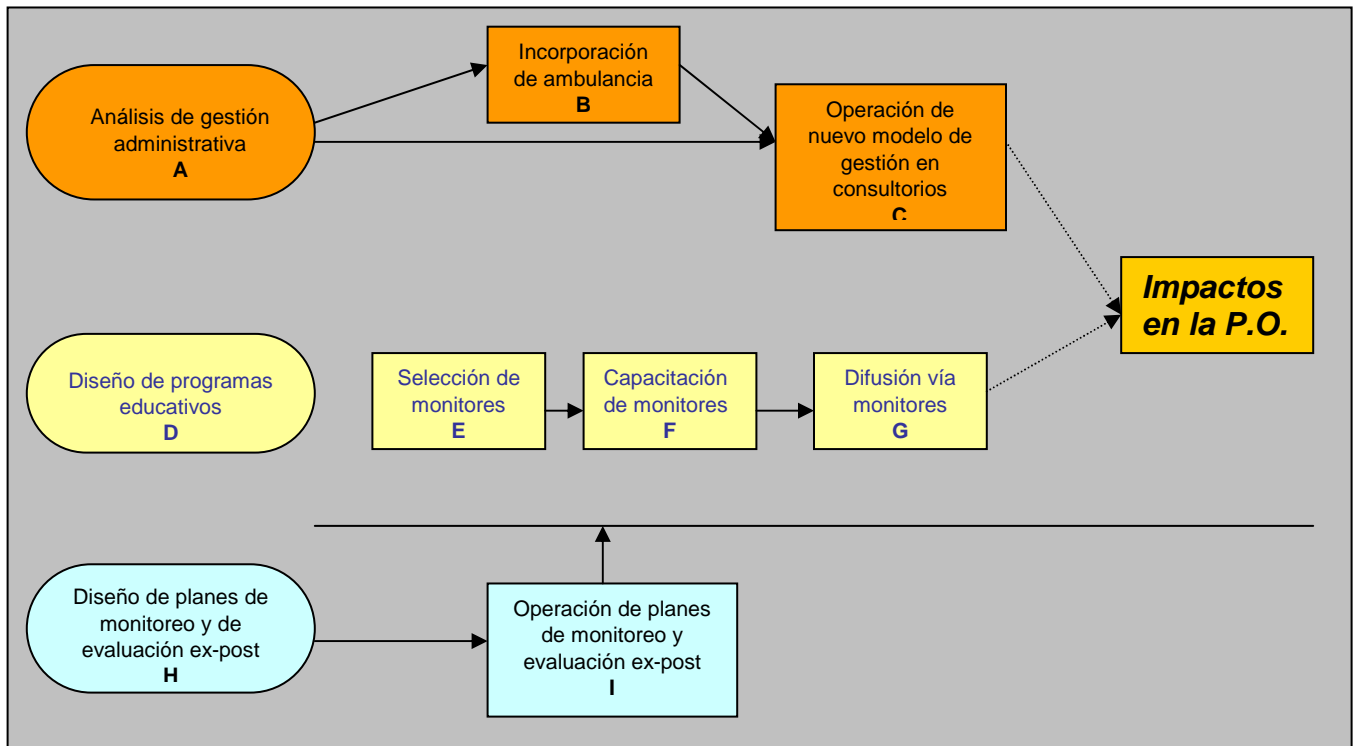 Análisis de gestión
administrativa
A
Incorporación
de ambulancia
B
Operación de
nuevo modelo de
gestión en
consultorios
C
Impactos
en la P.O.
Diseño de programas
educativos
D
Selección de
monitores
E
Capacitación
de monitores
F
Difusión vía
monitores
G
Diseño de planes de
monitoreo y de
evaluación ex-post
H
Operación de planes
de monitoreo y
evaluación ex-post
I